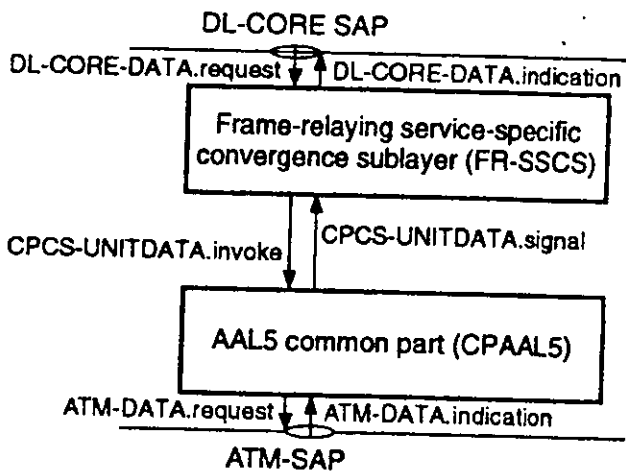 DL-CORE SAP
DL-CORE-DATA.request
DL-CORE-DATA.indication
Frame-relaying service-specific
convergence sublayer (FR-SSCS)
CPCS-UNITDATA.invoke
CPCS-UNITDATA.signal
AAL5 common part (CPAAL5)
ATM-DATA.request
ATM-DATA.indication
ATM-SAP